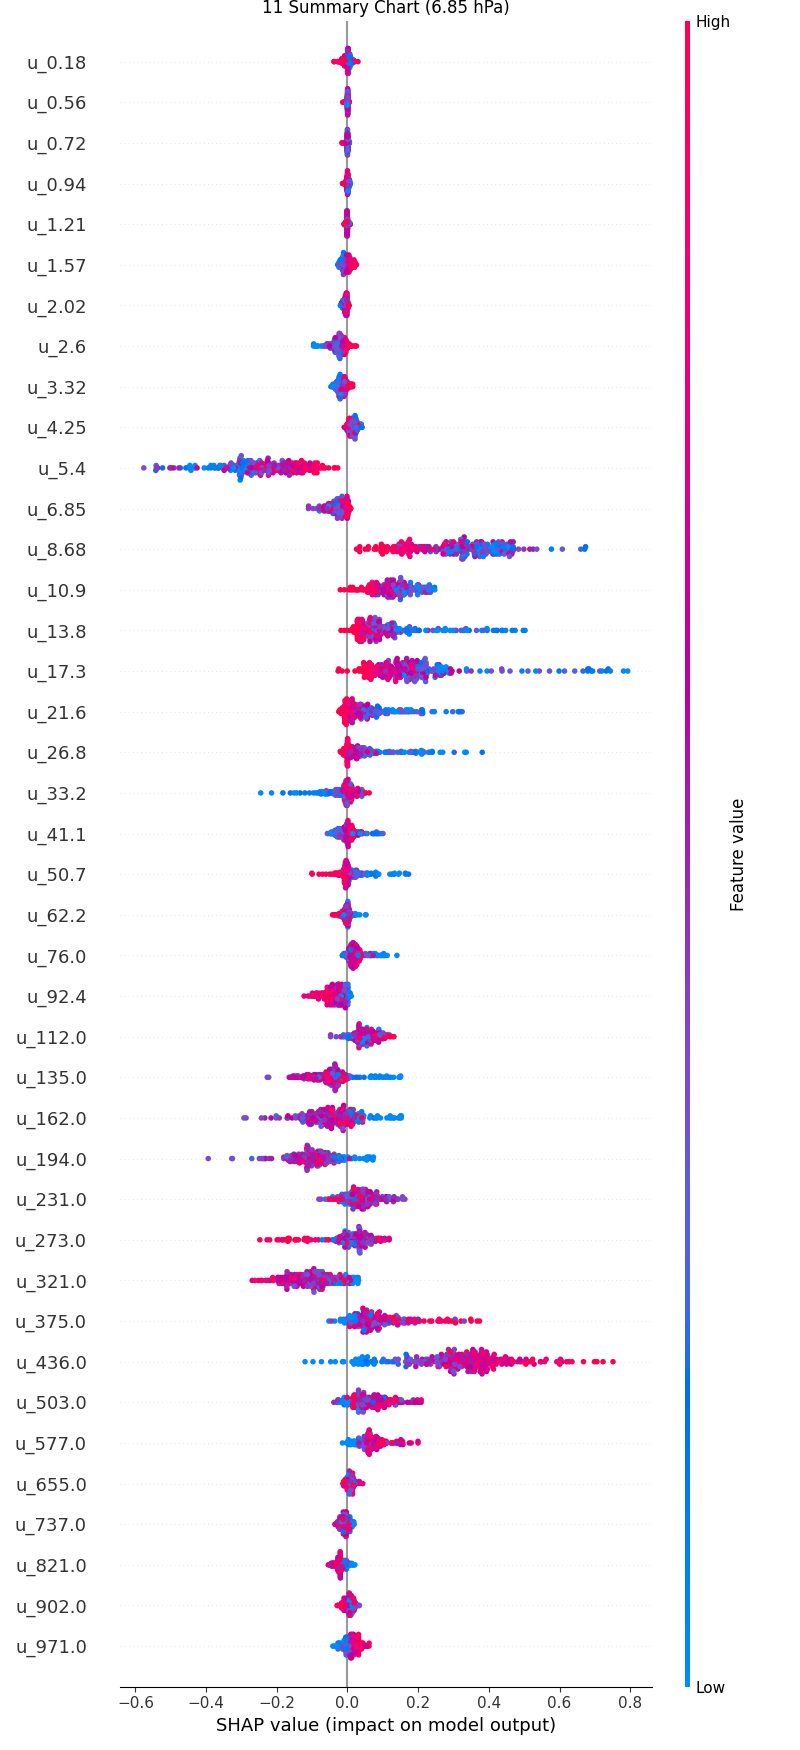 11 Summary Chart (6.85 hPa)
High
u_0.18
u_0.56
u_0.72
u_0.94
u_1.21
u_1.57
u_2.02
u_2.6
u_3.32
u_4.25
u_5.4
u_6.85
u_8.68
u_10.9
u_13.8
u_17.3
u_21.6
u_26.8
u_33.2
u_41.1
u_50.7
u_62.2
u_76.0
u_92.4
u_112.0
u_135.0
u_162.0
u_194.0
u_231.0
u_273.0
u_321.0
u_375.0
u_436.0
u_503.0
u_577.0
u_655.0
u_737.0
u_821.0
u_902.0
u_971.0
Feature value
Low
−0.6 −0.4 −0.2 0.0 0.2 0.4 0.6 0.8
SHAP value (impact on model output)